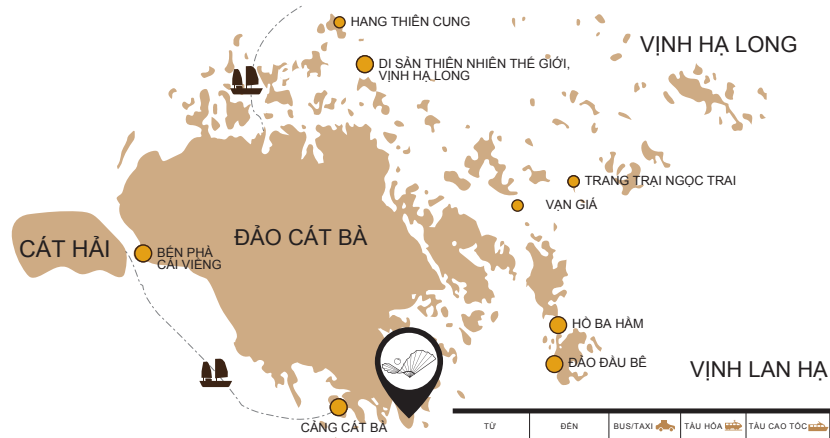 HANG THIÊN CUNG
VỊNH HẠ LONG
DI SẢN THIÊN NHIÊN THẾ GIỚI,
VỊNH HẠ LONG
TRANG TRẠI NGỌC TRAI
VẠN GIÁ
ĐẢO CÁT BÀ
CÁT HẢI
BẾN PHÀ
CÁI VIỀNG
HỒ BA HẦM
ĐẢO ĐẦU BÊ
VỊNH LAN HẠ
CẢNG CÁT BÀ
TỪ ĐẾN BUS/TAXI TÀU HỎA TÀU CAO TỐC